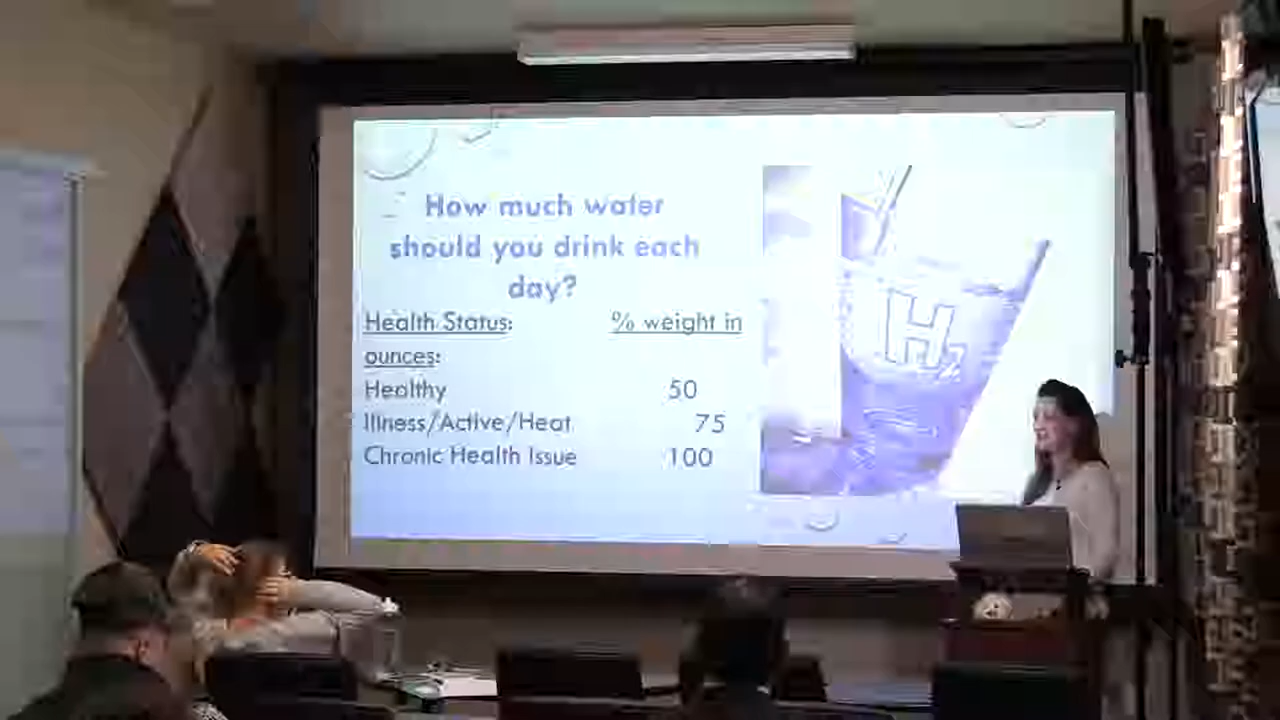 How much water
should you drink each
day?
Health Status: % weight in
ounces:
Healthy 50
Illness/Active/Heat 75
Chronic Health Issue 100
H2